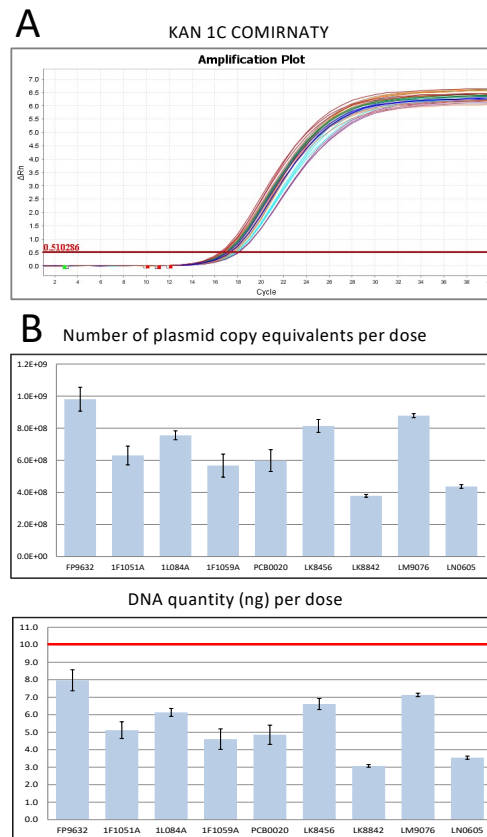 A
KAN 1C COMIRNATY
Amplification Plot
7.0
6.5
6.0
5.5
5.0
4.5
4.0
3.5
3.0
2.5
2.0
1.5
1.0
0.5
0.0
ΔRn
0.510286
2 4 6 8 10 12 14 16 18 20 22 24 26 28 30 32 34 36 38
Cycle
B
Number of plasmid copy equivalents per dose
1.2E+09
1.0E+09
8.0E+08
6.0E+08
4.0E+08
2.0E+08
0.0E+00
FP9632 1F1051A 1L084A 1F1059A PCB0020 LK8456 LK8842 LM9076 LN0605
DNA quantity (ng) per dose
11.0
10.0
9.0
8.0
7.0
6.0
5.0
4.0
3.0
2.0
1.0
0.0
FP9632 1F1051A 1L084A 1F1059A PCB0020 LK8456 LK8842 LM9076 LN0605